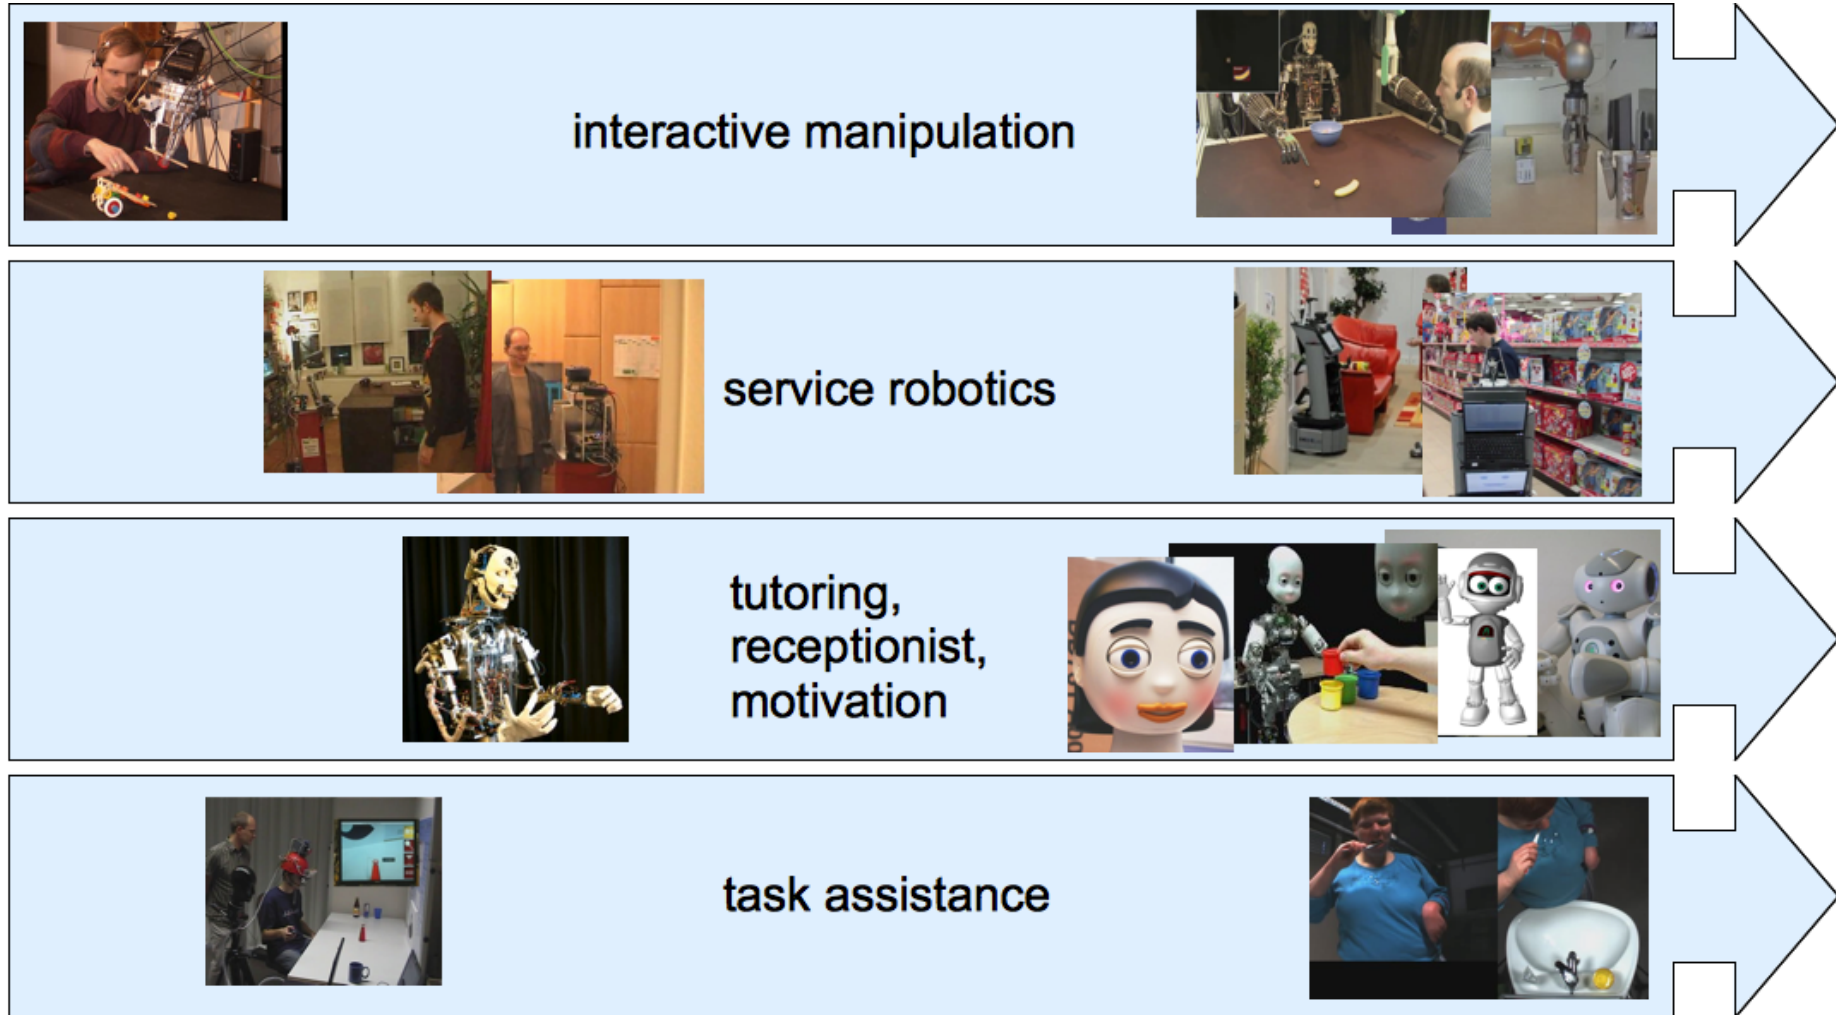 interactive manipulation
service robotics
tutoring,
receptionist,
motivation
task assistance